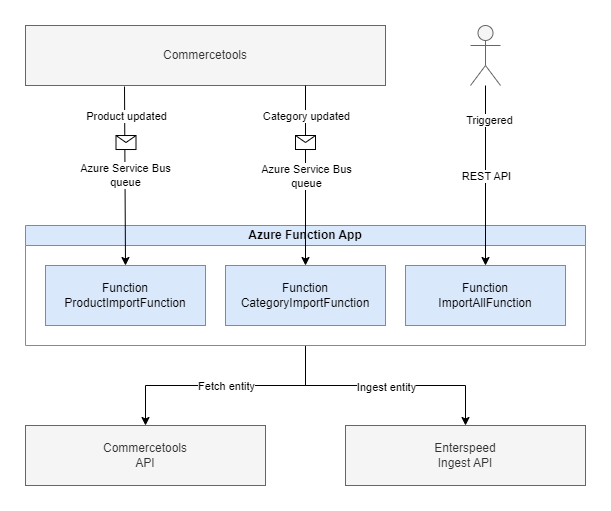 Commercetools
Product updated
Category updated
Triggered
Azure Service Bus
queue
Azure Service Bus
queue
REST API
Azure Function App
Function
ProductImportFunction
Function
CategoryImportFunction
Function
ImportAllFunction
Fetch entity
Ingest entity
Commercetools
API
Enterspeed
Ingest API